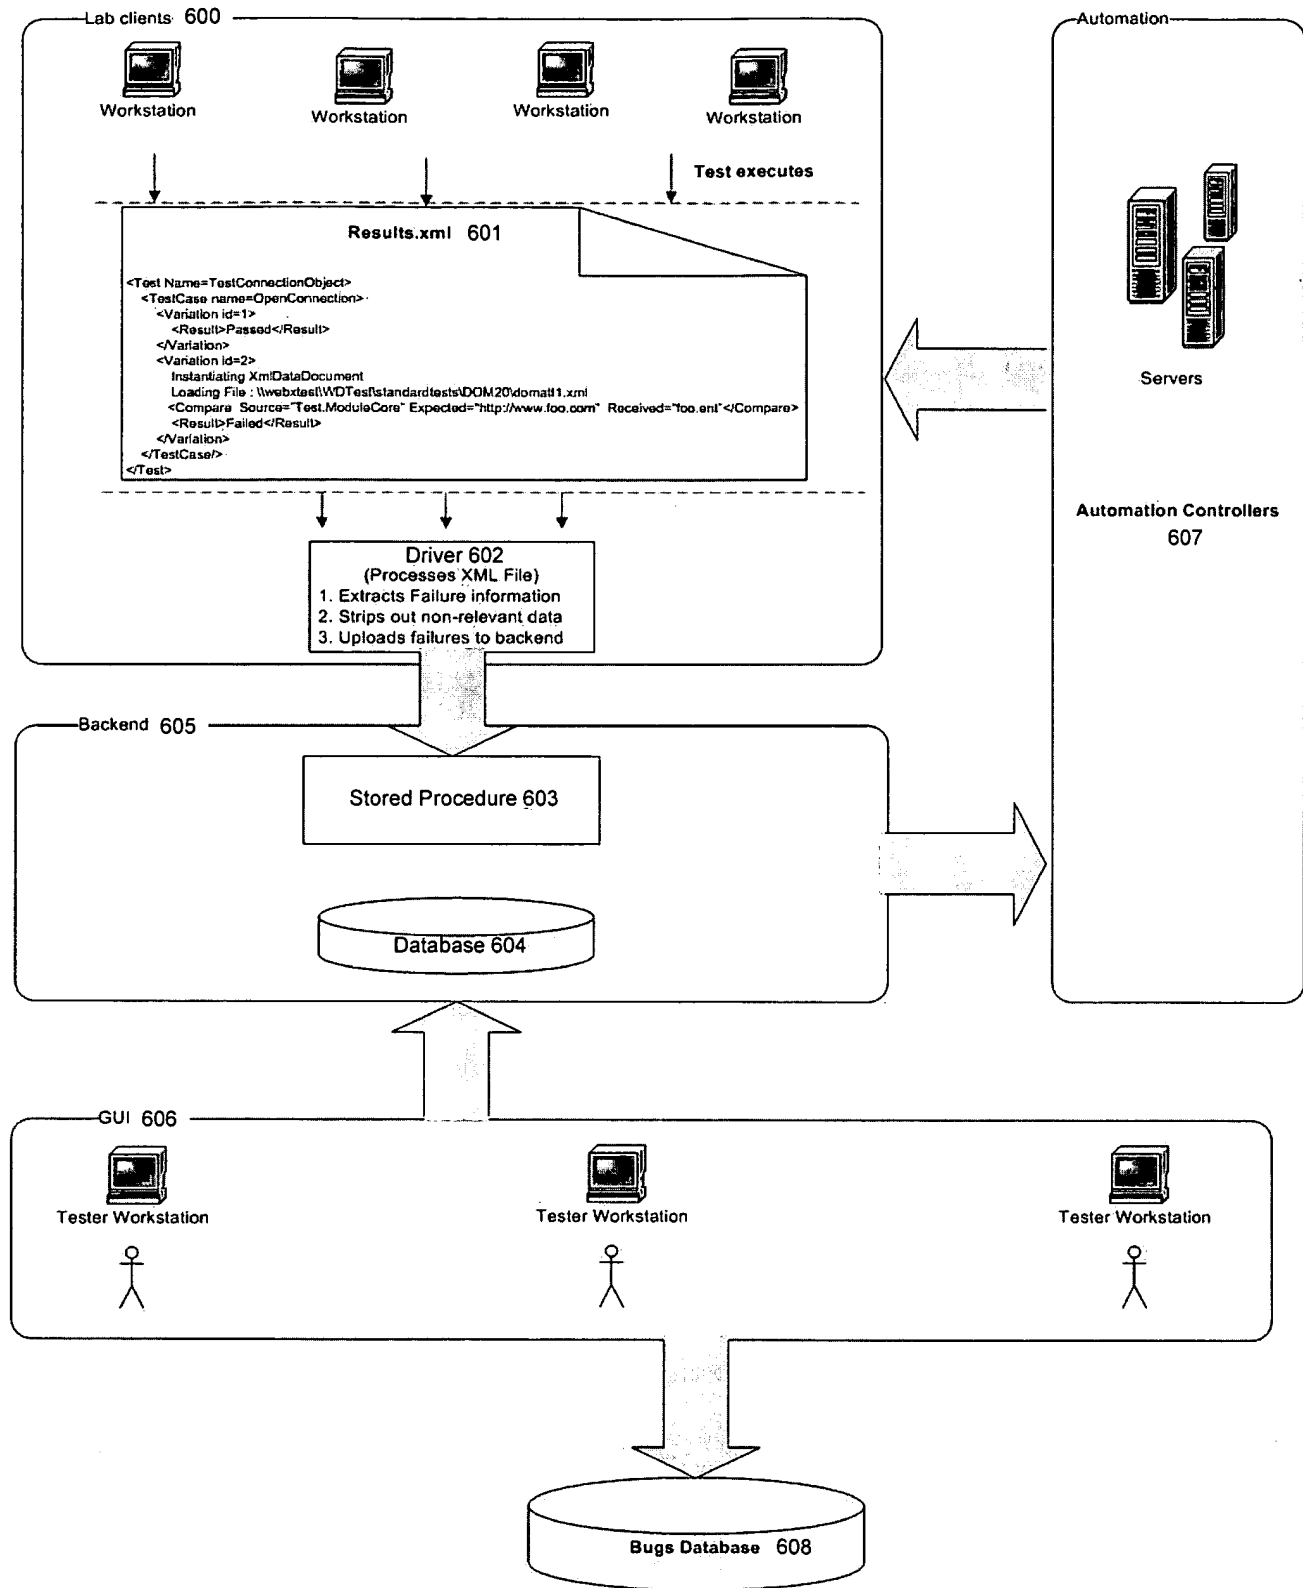 Lab clients 600
Automation
Workstation
Workstation
Workstation
Workstation
Test executes
Results.xml 601
<Test Name=TestConnectionObject>
<TestCase name=OpenConnection>
<Variation id=1>
<Result>Passed</Result>
</Variation>
<Variation id=2>
Instantiating XmlDataDocument
Loading File : \\webxtest\WDTest\standardtests\DOM20\domatt1.xml
<Compare Source="Test.ModuleCore" Expected="http://www.foo.com" Received="foo.ent"</Compare>
<Result>Failed</Result>
</Variation>
</TestCase/>
</Test>
Servers
Automation Controllers
607
Driver 602
(Processes XML File)
1. Extracts Failure information
2. Strips out non-relevant data
3. Uploads failures to backend
Backend 605
Stored Procedure 603
Database 604
GUI 606
Tester Workstation
Tester Workstation
Tester Workstation
Bugs Database 608